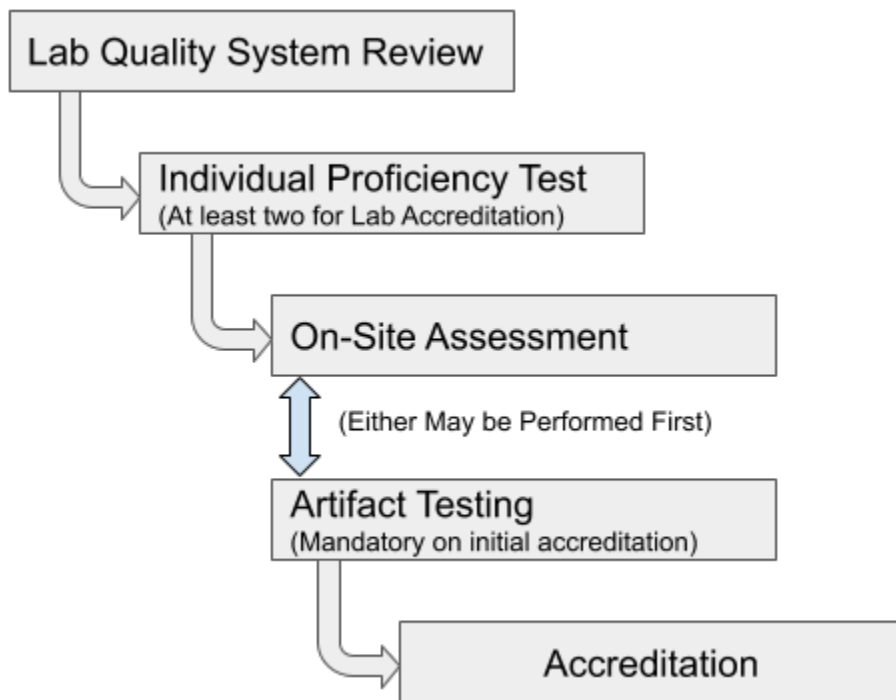 Lab Quality System Review
Individual Proficiency Test
(At least two for Lab Accreditation)
On-Site Assessment
(Either May be Performed First)
Artifact Testing
(Mandatory on initial accreditation)
Accreditation